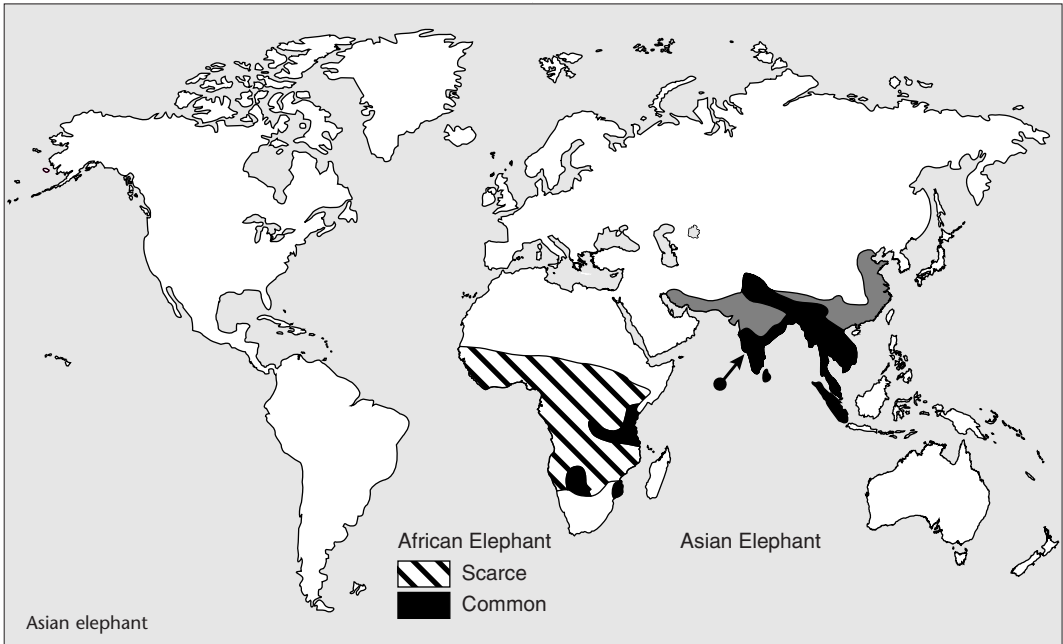 African Elephant
Scarce
Common
Asian Elephant
Asian elephant